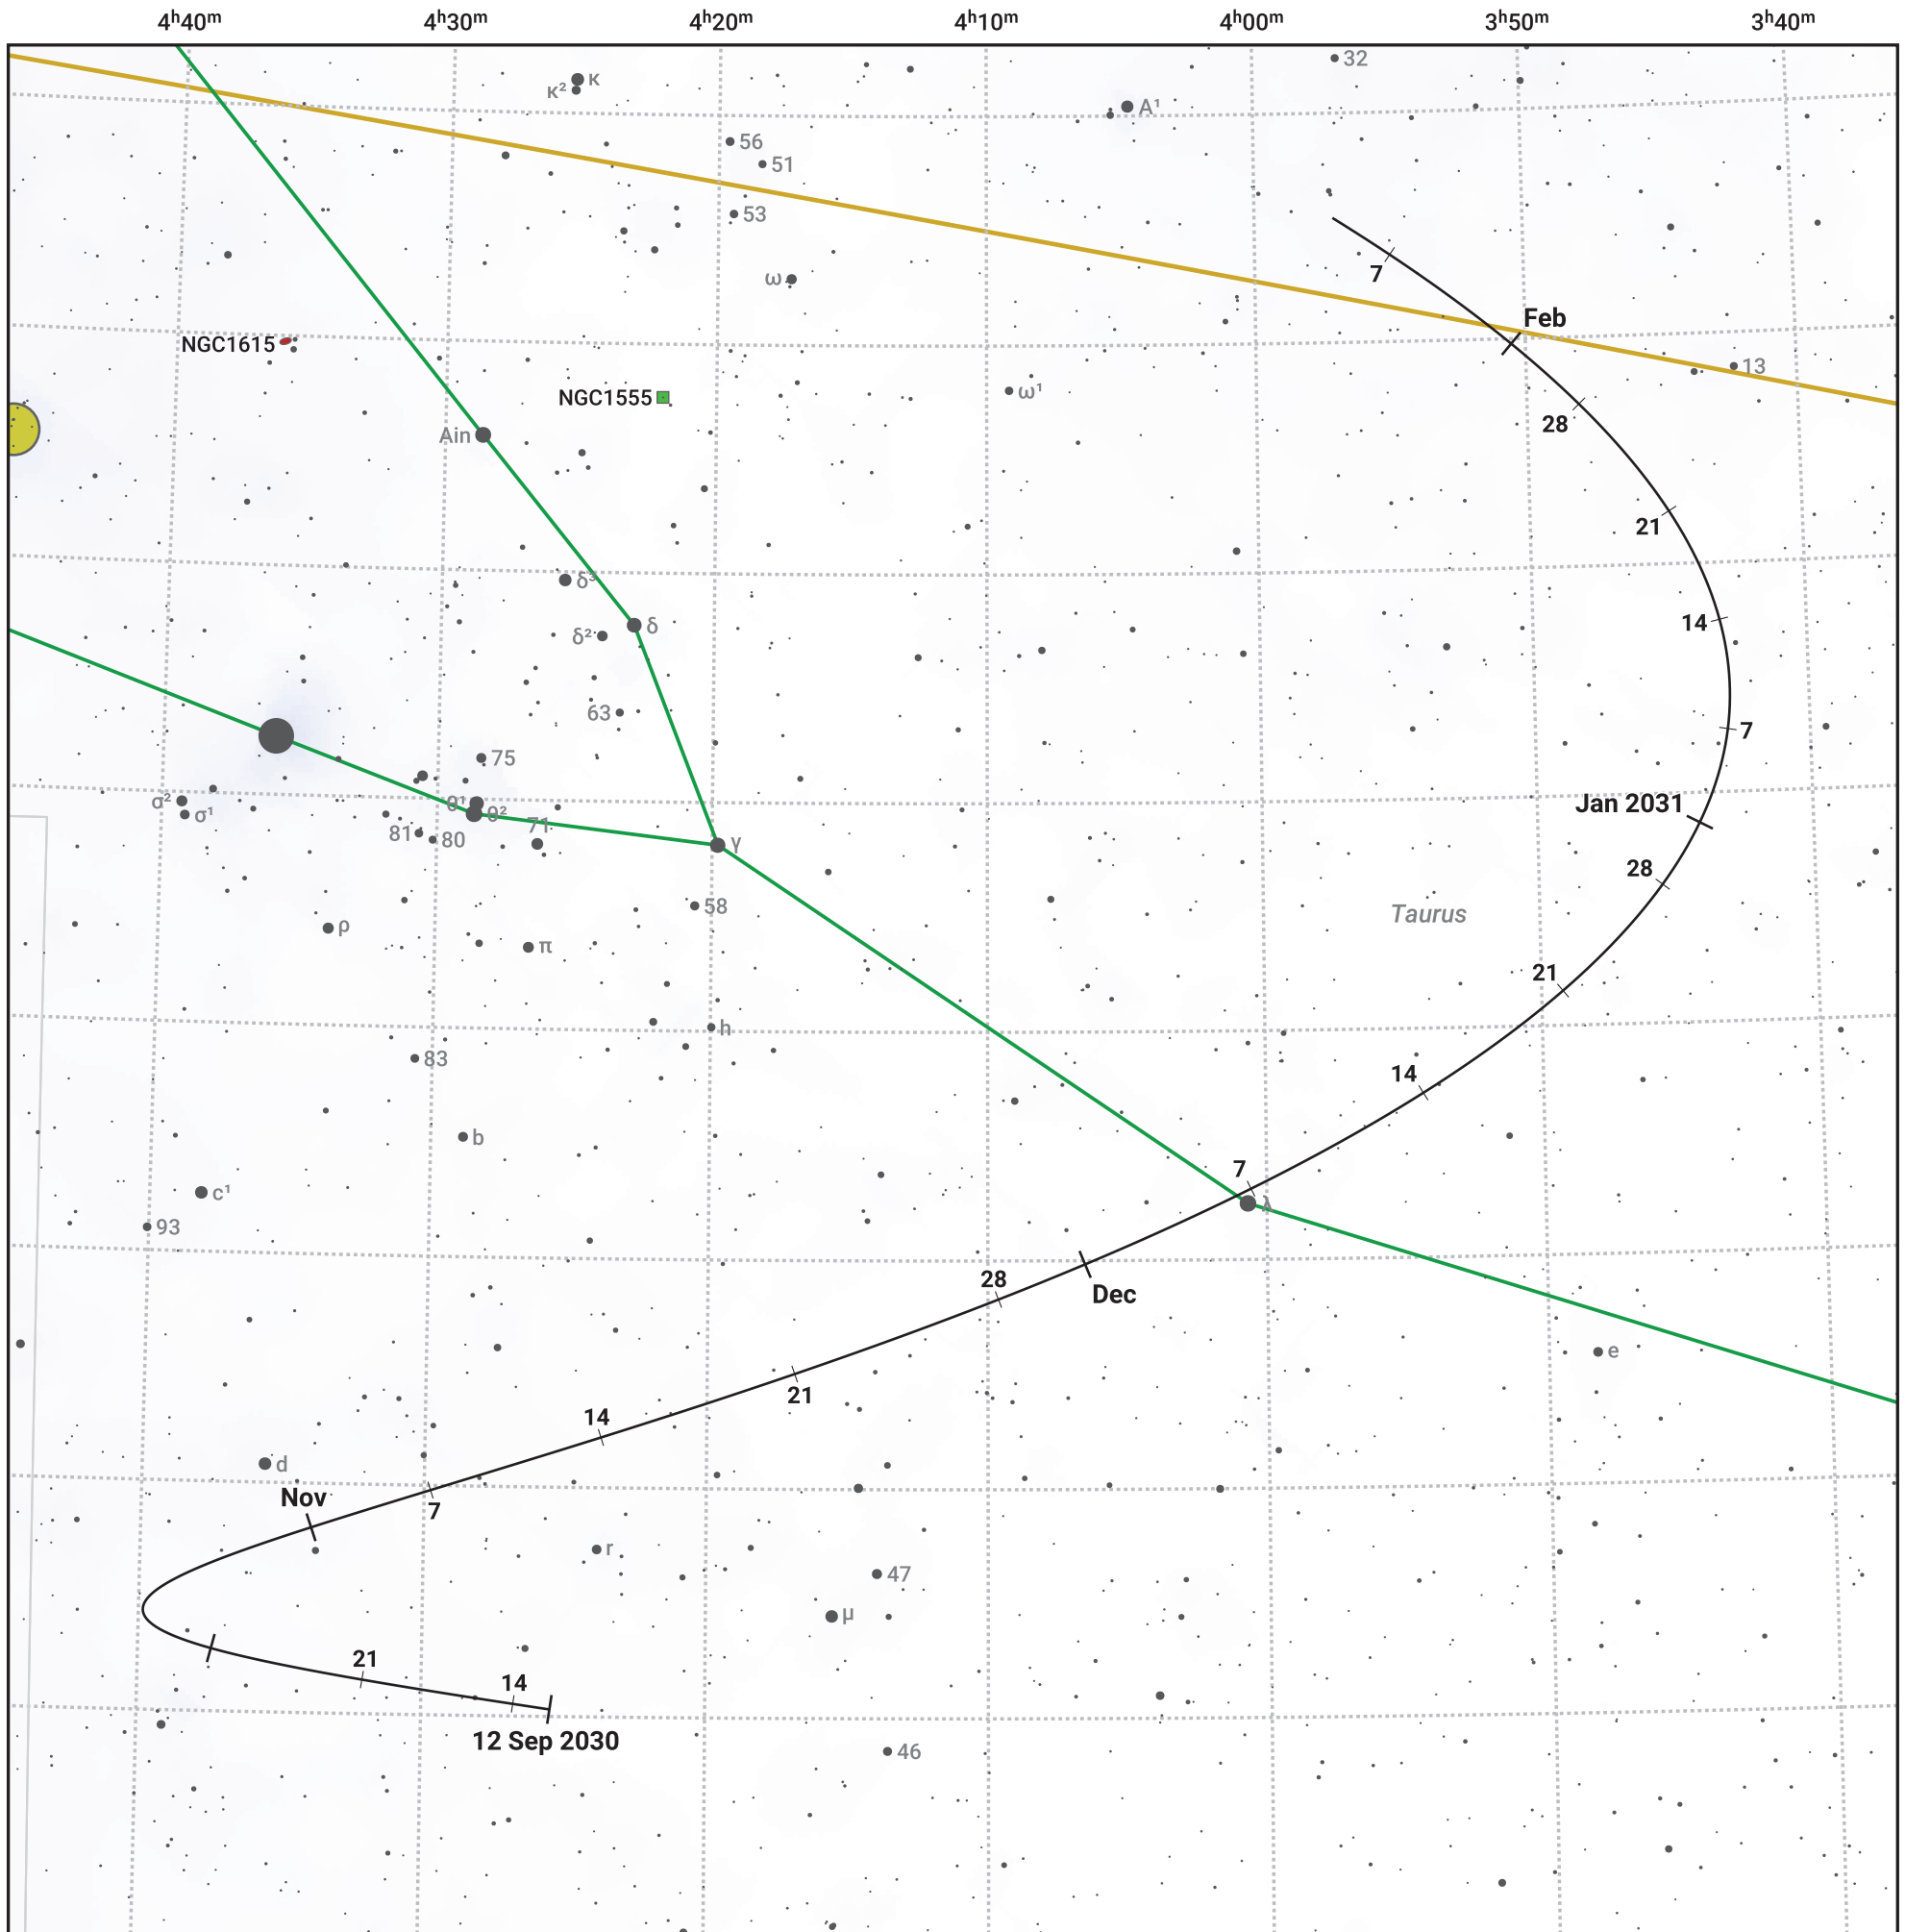 4ʰ40ᵐ 4ʰ30ᵐ 4ʰ20ᵐ 4ʰ10ᵐ 4ʰ00ᵐ 3ʰ50ᵐ 3ʰ40ᵐ
32
κ
κ²
A¹
56
51
53
ω
7
Feb
NGC1615
13
ω¹
NGC1555
28
Ain
21
δ³
14
δ
δ²
63
7
75
σ²
θ¹
Jan 2031
σ¹
θ²
71
81
80
γ
28
58
Taurus
ρ
π
21
h
83
14
b
7
c¹
λ
93
28
Dec
e
21
14
d
Nov
7
r
47
μ
21
14
12 Sep 2030
46